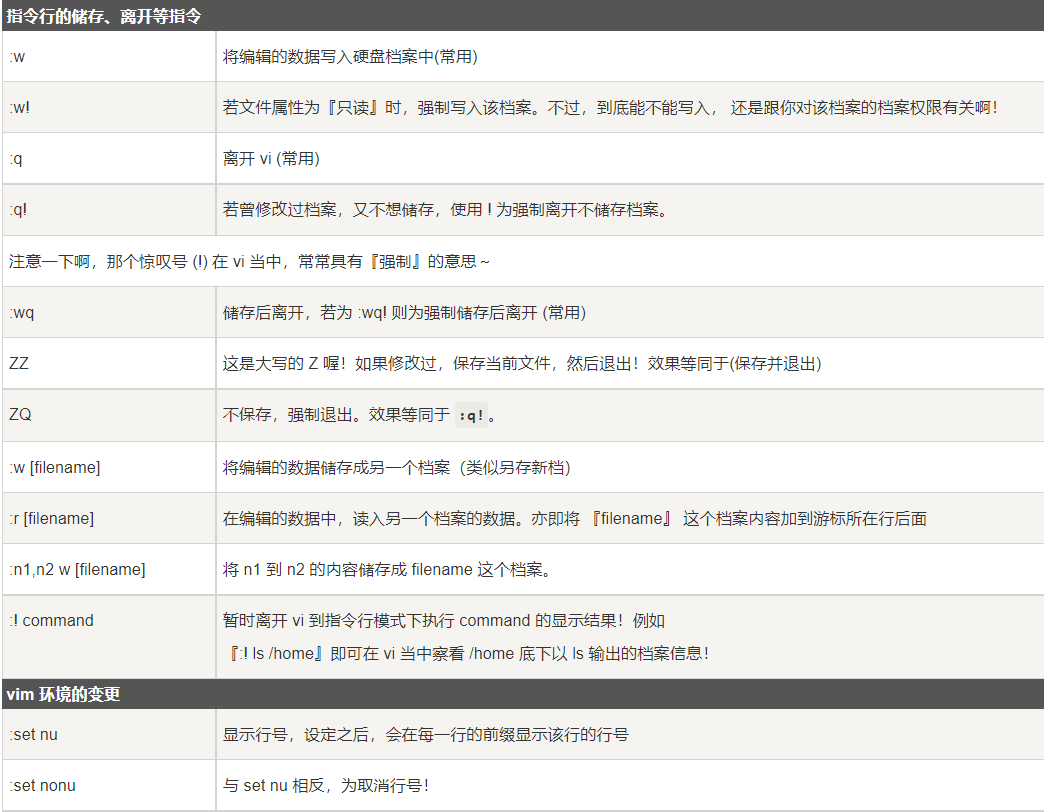 指令行的储存、离开等指令
:w 将编辑的数据写入硬盘档案中(常用)
:w! 若文件属性为『只读』时，强制写入该档案。不过，到底能不能写入， 还是跟你对该档案的档案权限有关啊！
:q 离开 vi (常用)
:q! 若曾修改过档案，又不想储存，使用 ! 为强制离开不储存档案。
注意一下啊，那个惊叹号 (!) 在 vi 当中，常常具有『强制』的意思～
:wq 储存后离开，若为 :wq! 则为强制储存后离开 (常用)
ZZ 这是大写的 Z 喔！如果修改过，保存当前文件，然后退出！效果等同于(保存并退出)
ZQ 不保存，强制退出。效果等同于 :q!。
:w [filename] 将编辑的数据储存成另一个档案（类似另存新档）
:r [filename] 在编辑的数据中，读入另一个档案的数据。亦即将 『filename』 这个档案内容加到游标所在行后面
:n1,n2 w [filename] 将 n1 到 n2 的内容储存成 filename 这个档案。
:! command 暂时离开 vi 到指令行模式下执行 command 的显示结果！例如
『:! ls /home』即可在 vi 当中察看 /home 底下以 ls 输出的档案信息！
vim 环境的变更
:set nu 显示行号，设定之后，会在每一行的前缀显示该行的行号
:set nonu 与 set nu 相反，为取消行号！